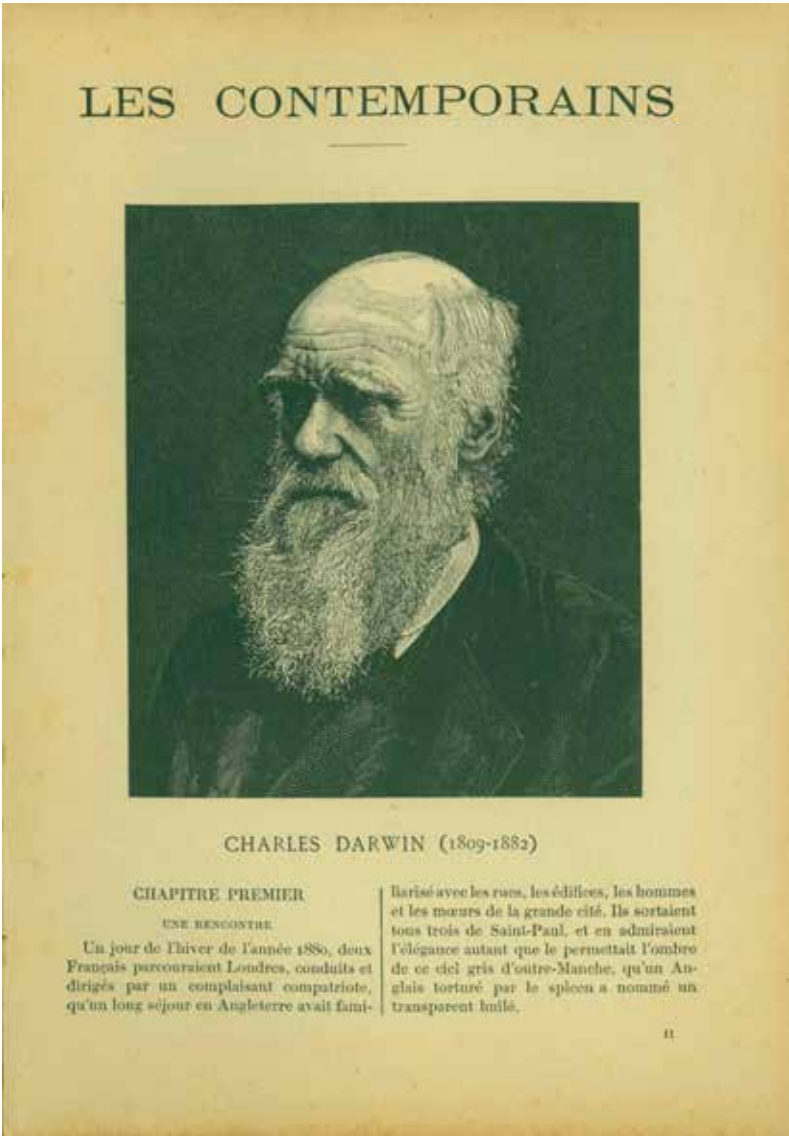 LES CONTEMPORAINS
CHARLES DARWIN (1809-1882)
CHAPITRE PREMIER
UNE RENCONTRE
Un jour de l'hiver de l'année 1880, deux
Français parcouraient Londres, conduits et
dirigés par un complaisant compatriote,
qu'un long séjour en Angleterre avait fami-
liarisé avec les rues, les édifices, les hommes
et les mœurs de la grande cité. Ils sortaient
tous trois de Saint-Paul, et en admiraient
l'élégance autant que le permettait l'ombre
de ce ciel gris d'outre-Manche, qu'un An-
glais torturé par le spleen a nommé un
transparent huilé.
11